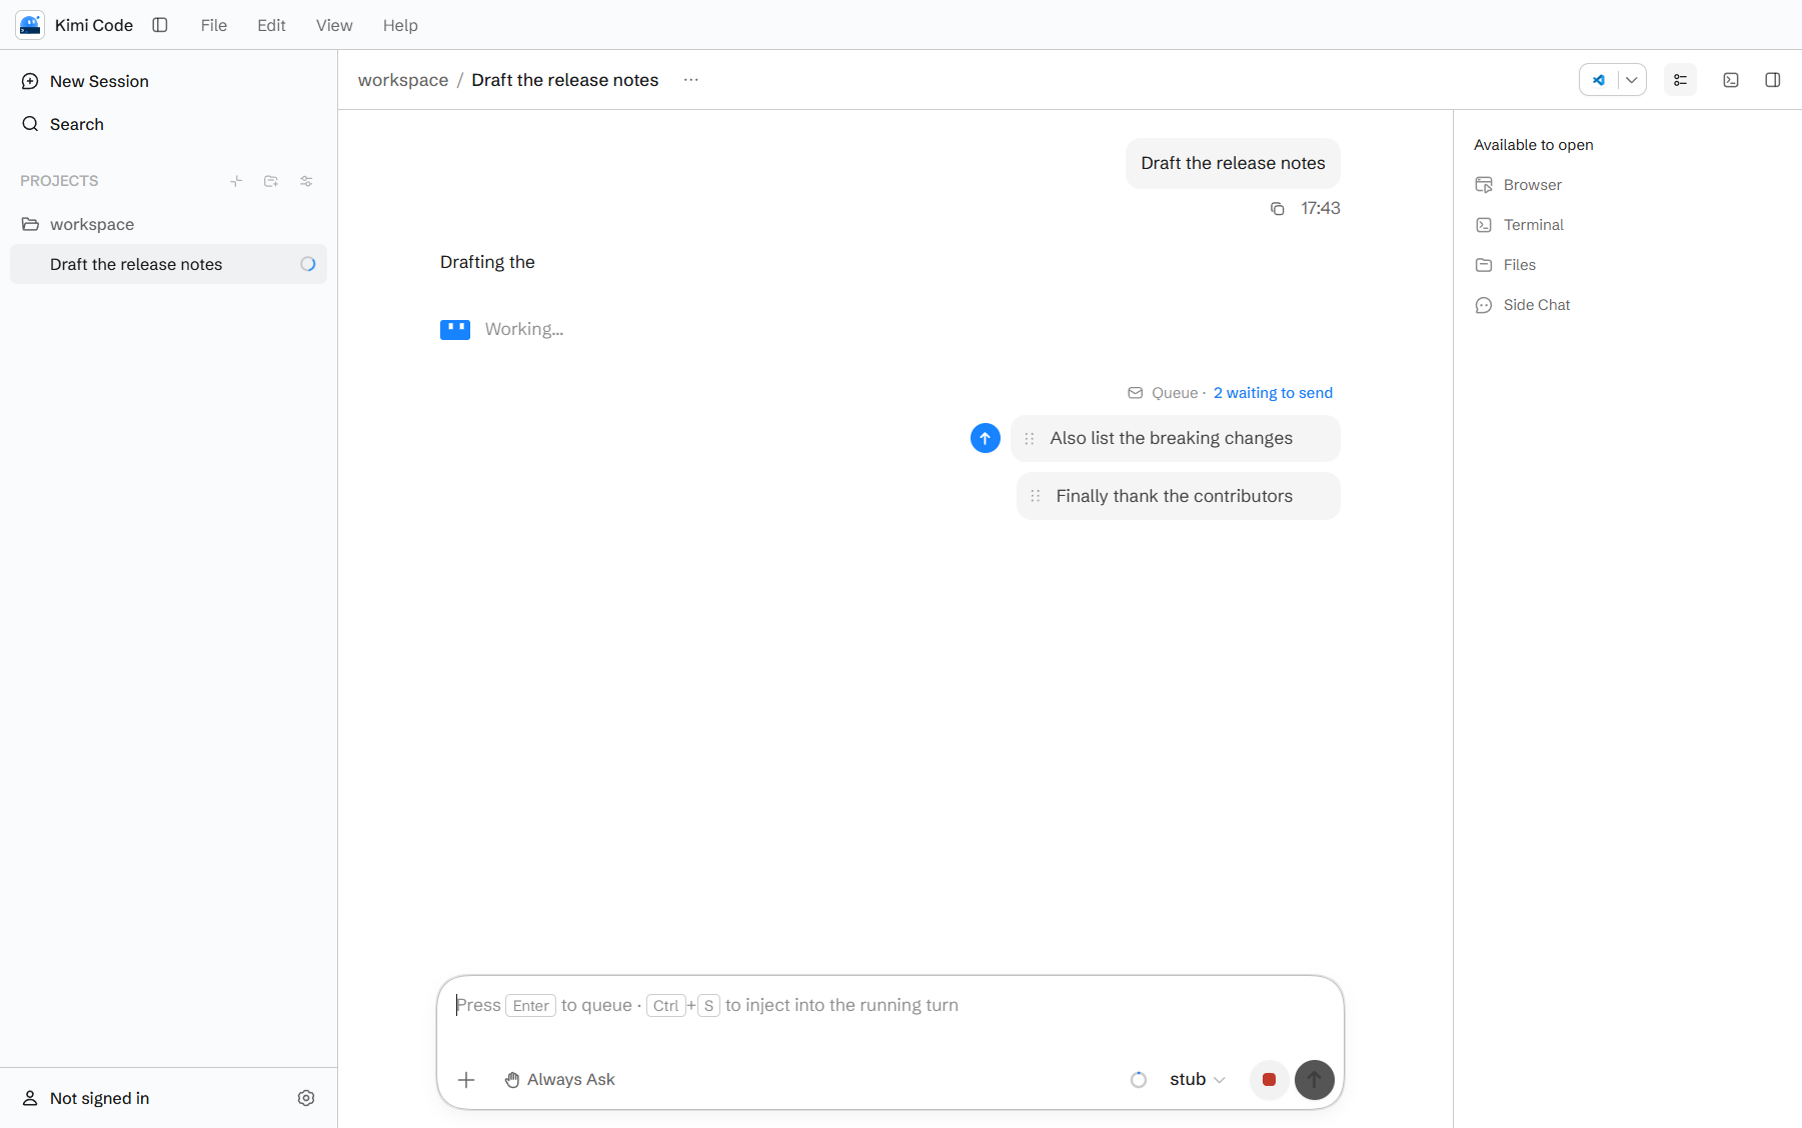 Kimi Code File Edit View Help
New Session
Search
PROJECTS
workspace
Draft the release notes
Not signed in
workspace / Draft the release notes ···
Draft the release notes
17:43
Drafting the
Working...
Queue · 2 waiting to send
Also list the breaking changes
Finally thank the contributors
Press Enter to queue · Ctrl+S to inject into the running turn
Always Ask
stub
Available to open
Browser
Terminal
Files
Side Chat